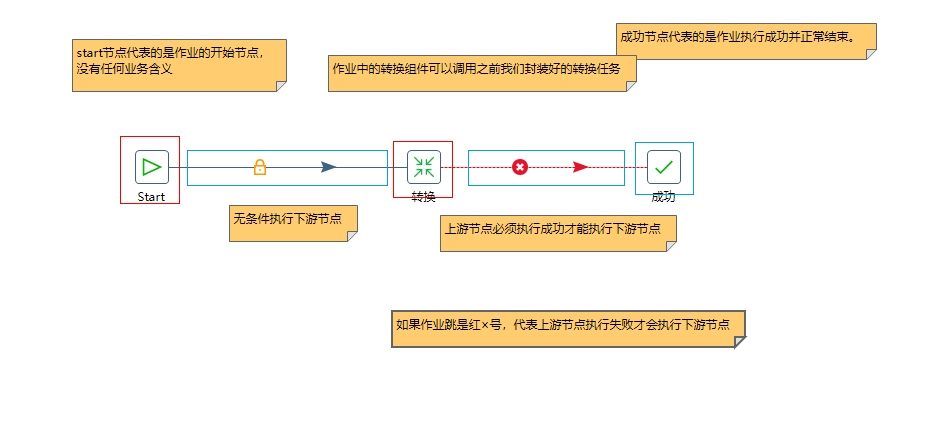 start节点代表的是作业的开始节点，
没有任何业务含义
作业中的转换组件可以调用之前我们封装好的转换任务
成功节点代表的是作业执行成功并正常结束。
Start
转换
成功
无条件执行下游节点
上游节点必须执行成功才能执行下游节点
如果作业跳是红×号，代表上游节点执行失败才会执行下游节点